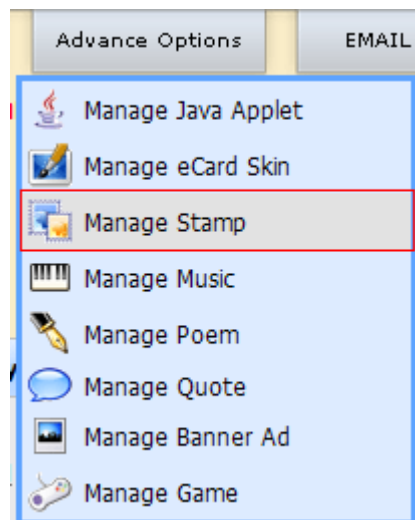 Advance Options EMAIL
Manage Java Applet
Manage eCard Skin
Manage Stamp
Manage Music
Manage Poem
Manage Quote
Manage Banner Ad
Manage Game